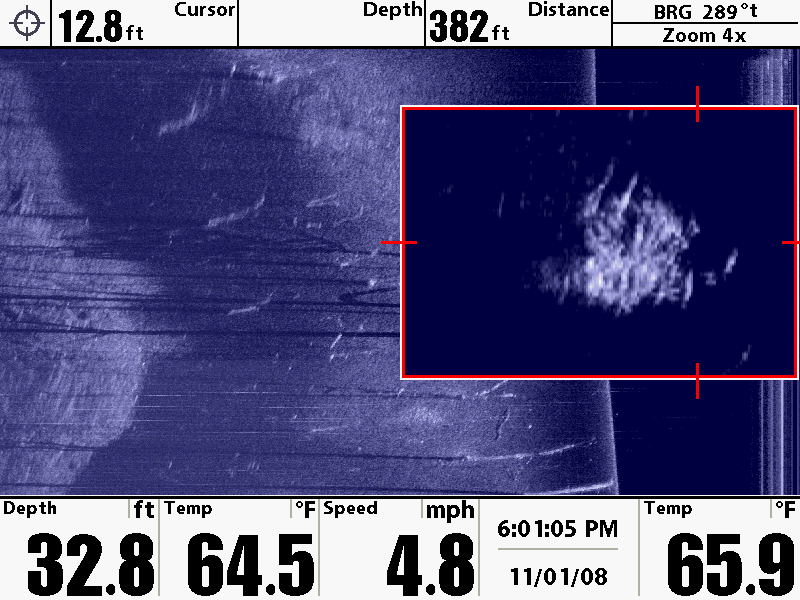 Cursor
12.8ft
Depth
382ft
Distance
BRG 289°t
Zoom 4x
Depth ft
32.8
Temp °F
64.5
Speed mph
4.8
6:01:05 PM
11/01/08
Temp °F
65.9